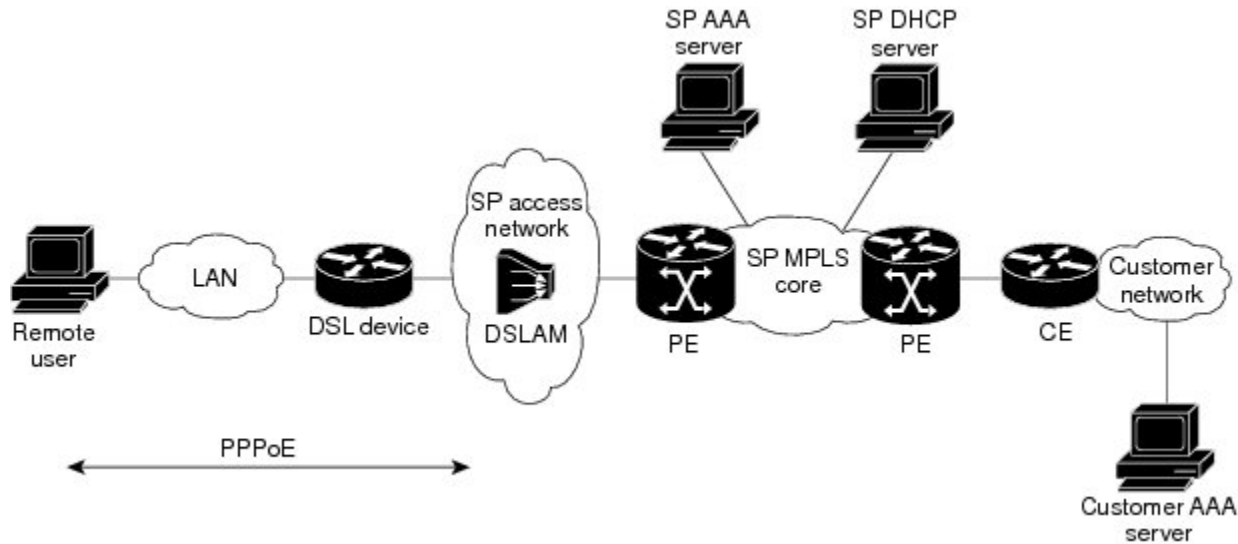 SP AAA
server
SP DHCP
server
SP access
network
DSLAM
LAN
DSL device
Remote
user
PE
SP MPLS
core
PE
CE
Customer
network
PPPoE
Customer AAA
server